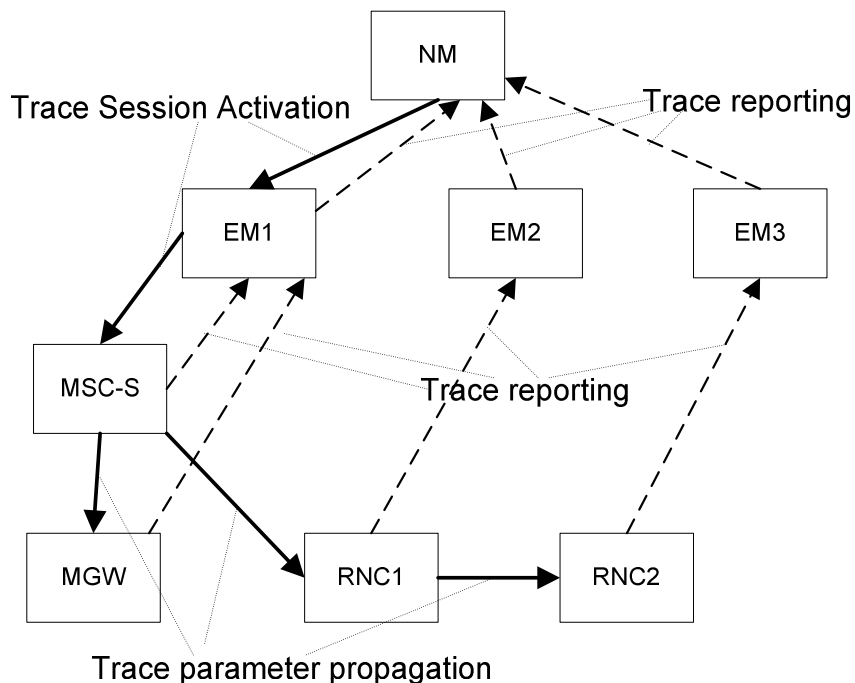 NM
Trace Session Activation
Trace reporting
EM1
EM2
EM3
MSC-S
Trace reporting
MGW
RNC1
RNC2
Trace parameter propagation